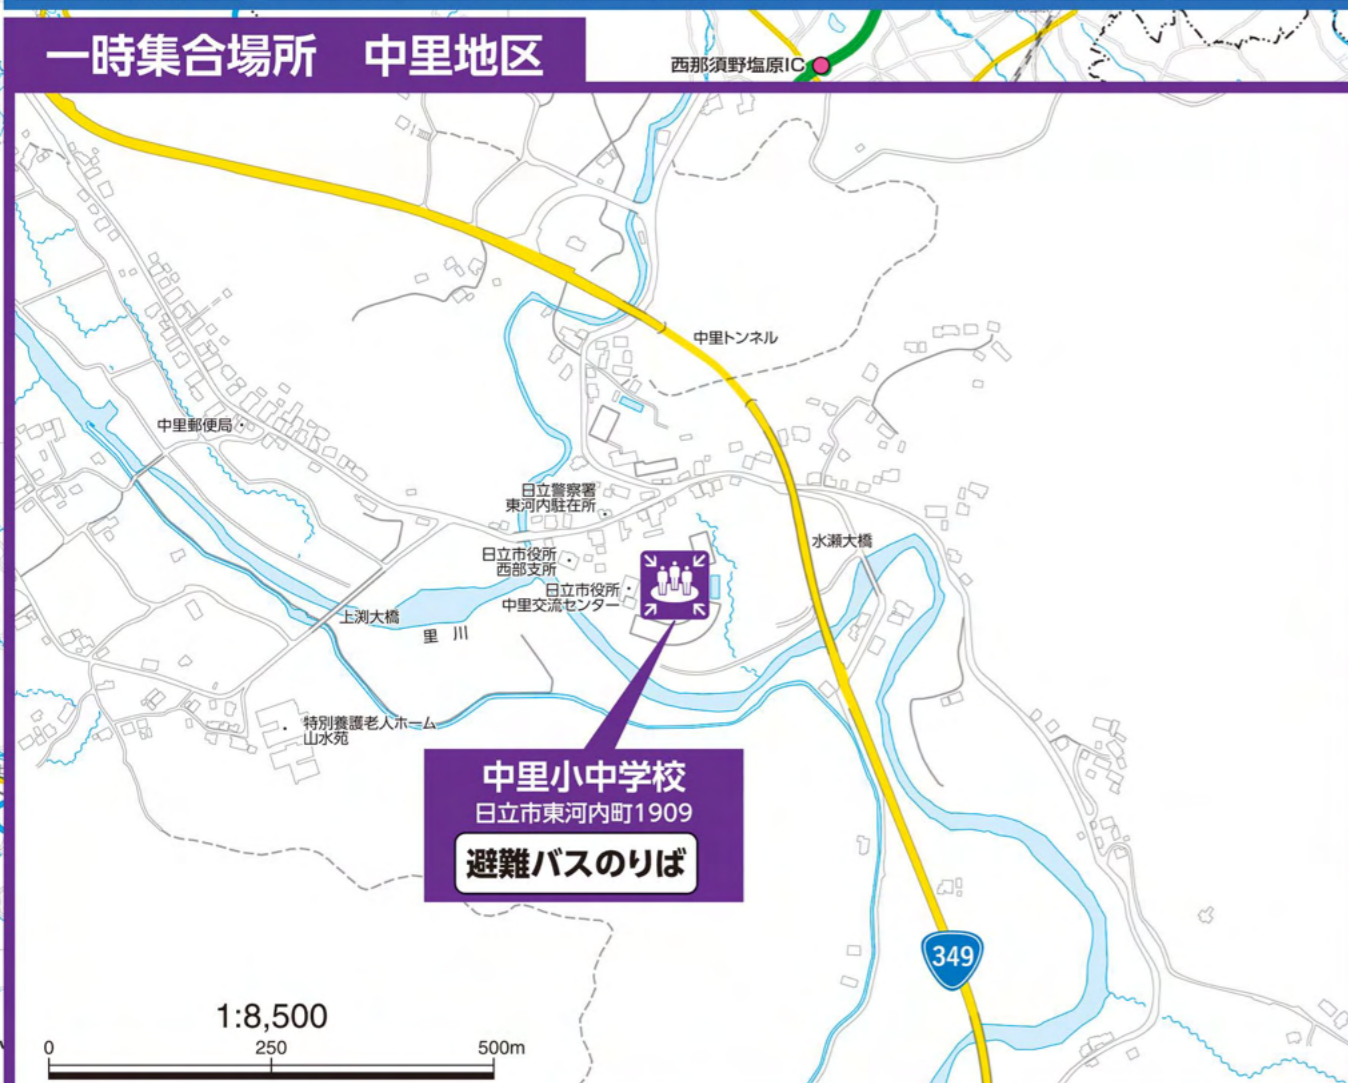 一時集合場所 中里地区
西那須野塩原IC
中里トンネル
中里郵便局
日立警察署
東河内駐在所
水瀬大橋
日立市役所
西部支所
日立市役所
中里交流センター
上渕大橋
里川
特別養護老人ホーム
山水苑
中里小中学校
日立市東河内町1909
避難バスのりば
349
1:8,500
0 250 500m